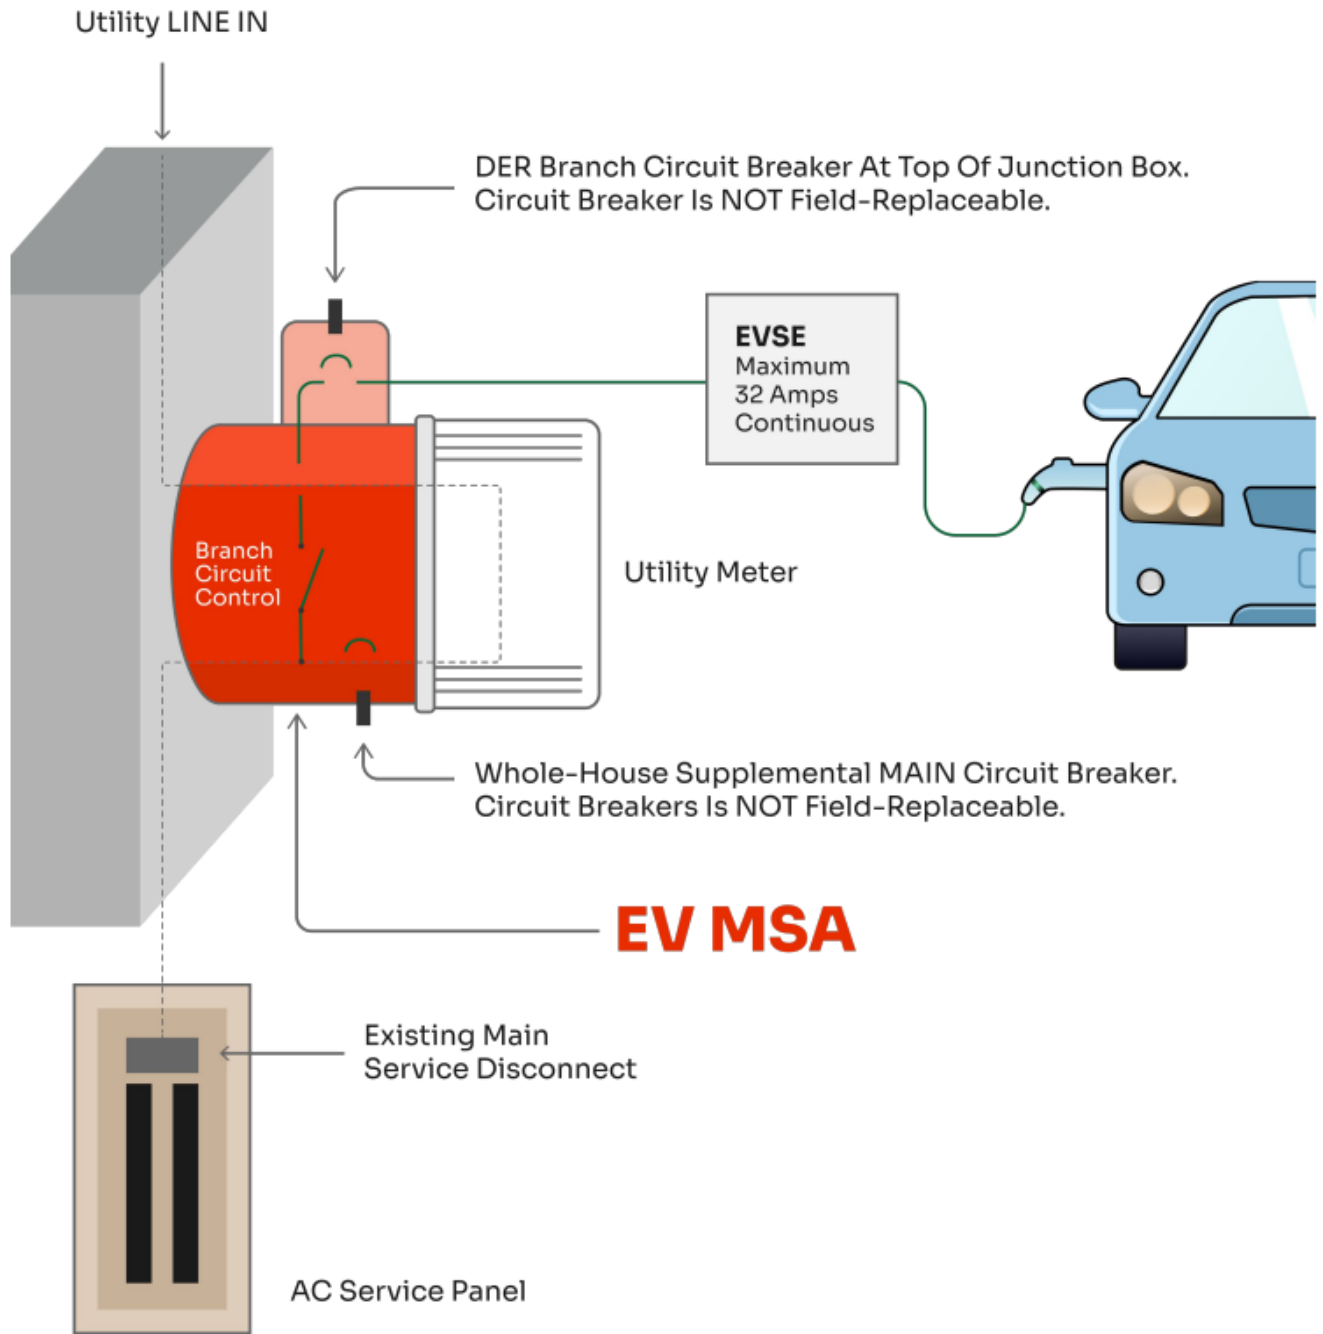 Utility LINE IN
DER Branch Circuit Breaker At Top Of Junction Box.
Circuit Breaker Is NOT Field-Replaceable.
EVSE
Maximum
32 Amps
Continuous
Branch
Circuit
Control
Utility Meter
Whole-House Supplemental MAIN Circuit Breaker.
Circuit Breakers Is NOT Field-Replaceable.
EV MSA
Existing Main
Service Disconnect
AC Service Panel